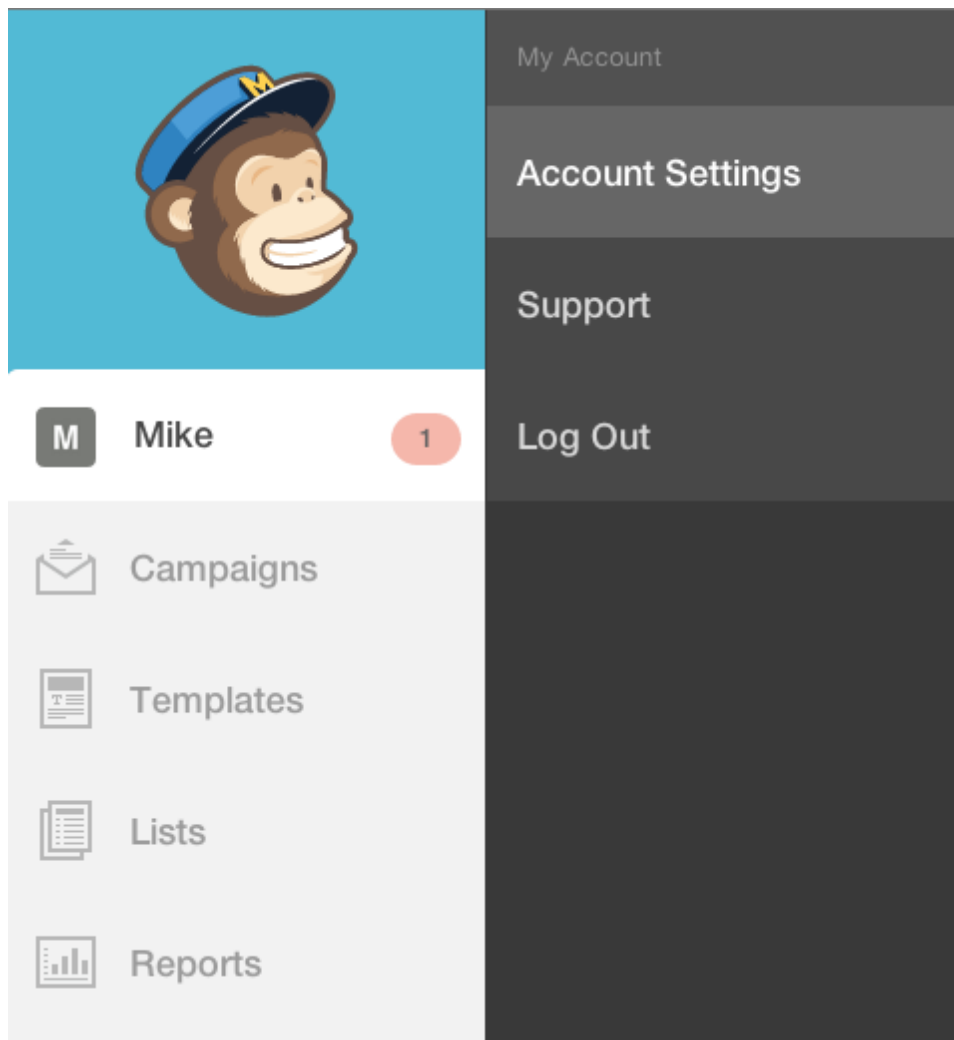 M
My Account
Account Settings
Support
Log Out
M
Mike
1
Campaigns
T
Templates
Lists
Reports